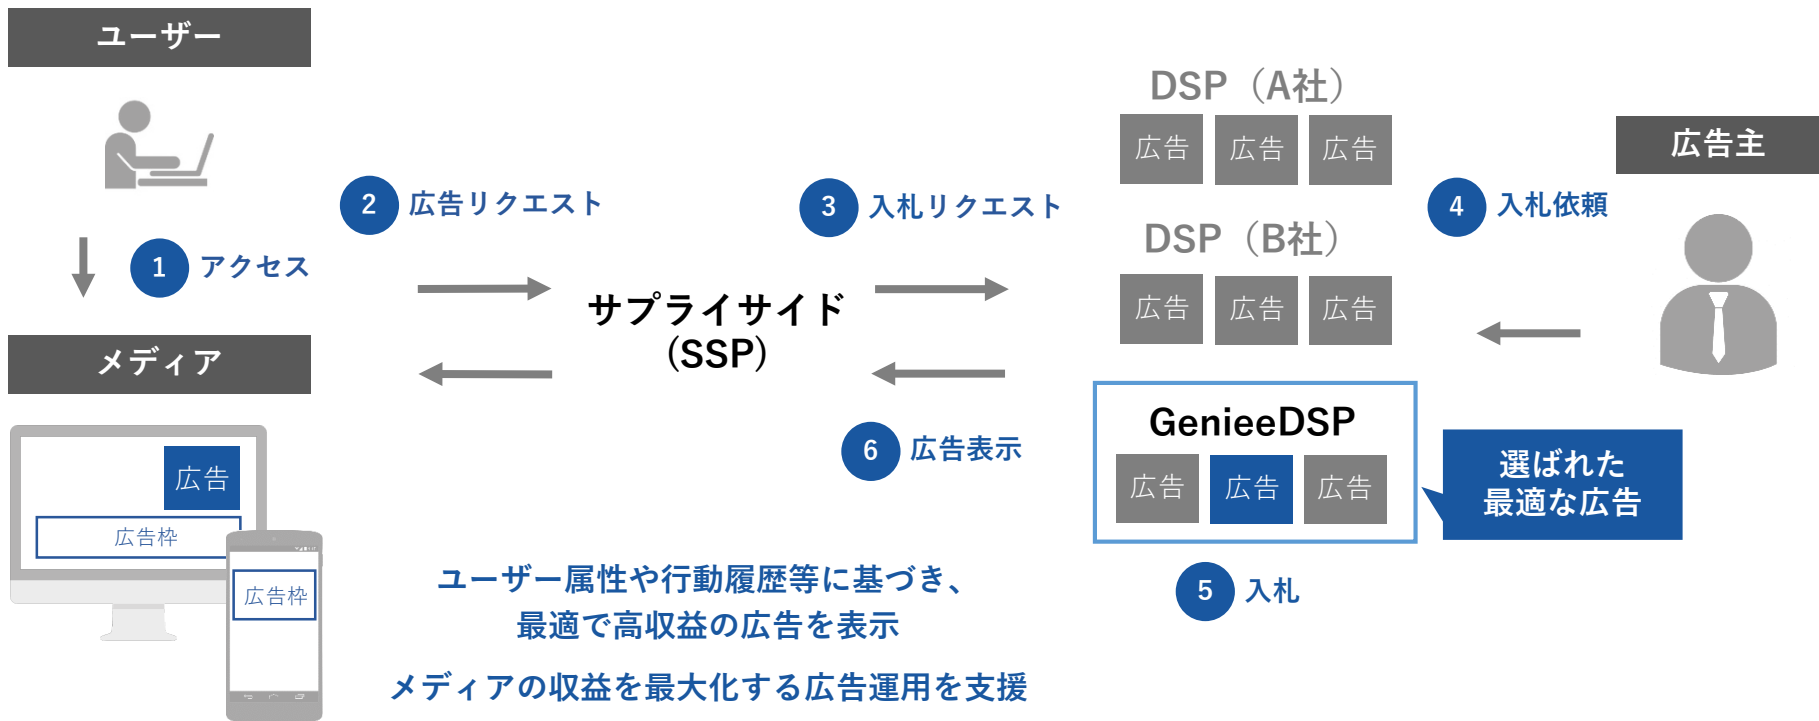 ユーザー
1 アクセス
メディア
広告
広告枠
広告枠
2 広告リクエスト
サプライサイド
(SSP)
3 入札リクエスト
DSP（A社）
広告 広告 広告
DSP（B社）
広告 広告 広告
GenieeDSP
広告 広告 広告
広告主
4 入札依頼
選ばれた
最適な広告
5 入札
6 広告表示
ユーザー属性や行動履歴等に基づき、
最適で高収益の広告を表示
メディアの収益を最大化する広告運用を支援